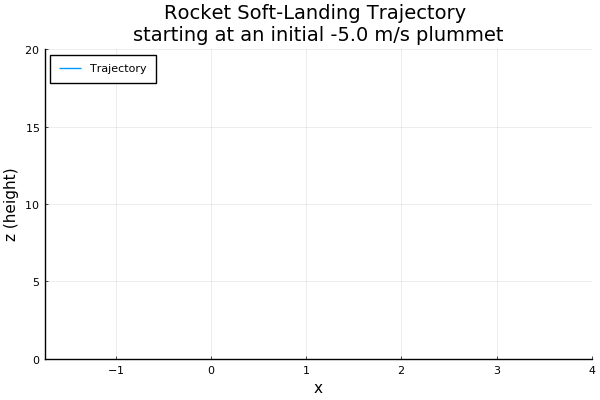 Rocket Soft-Landing Trajectory
starting at an initial -5.0 m/s plummet
Trajectory
20
15
10
5
0
z (height)
−1
0
1
2
3
4
x